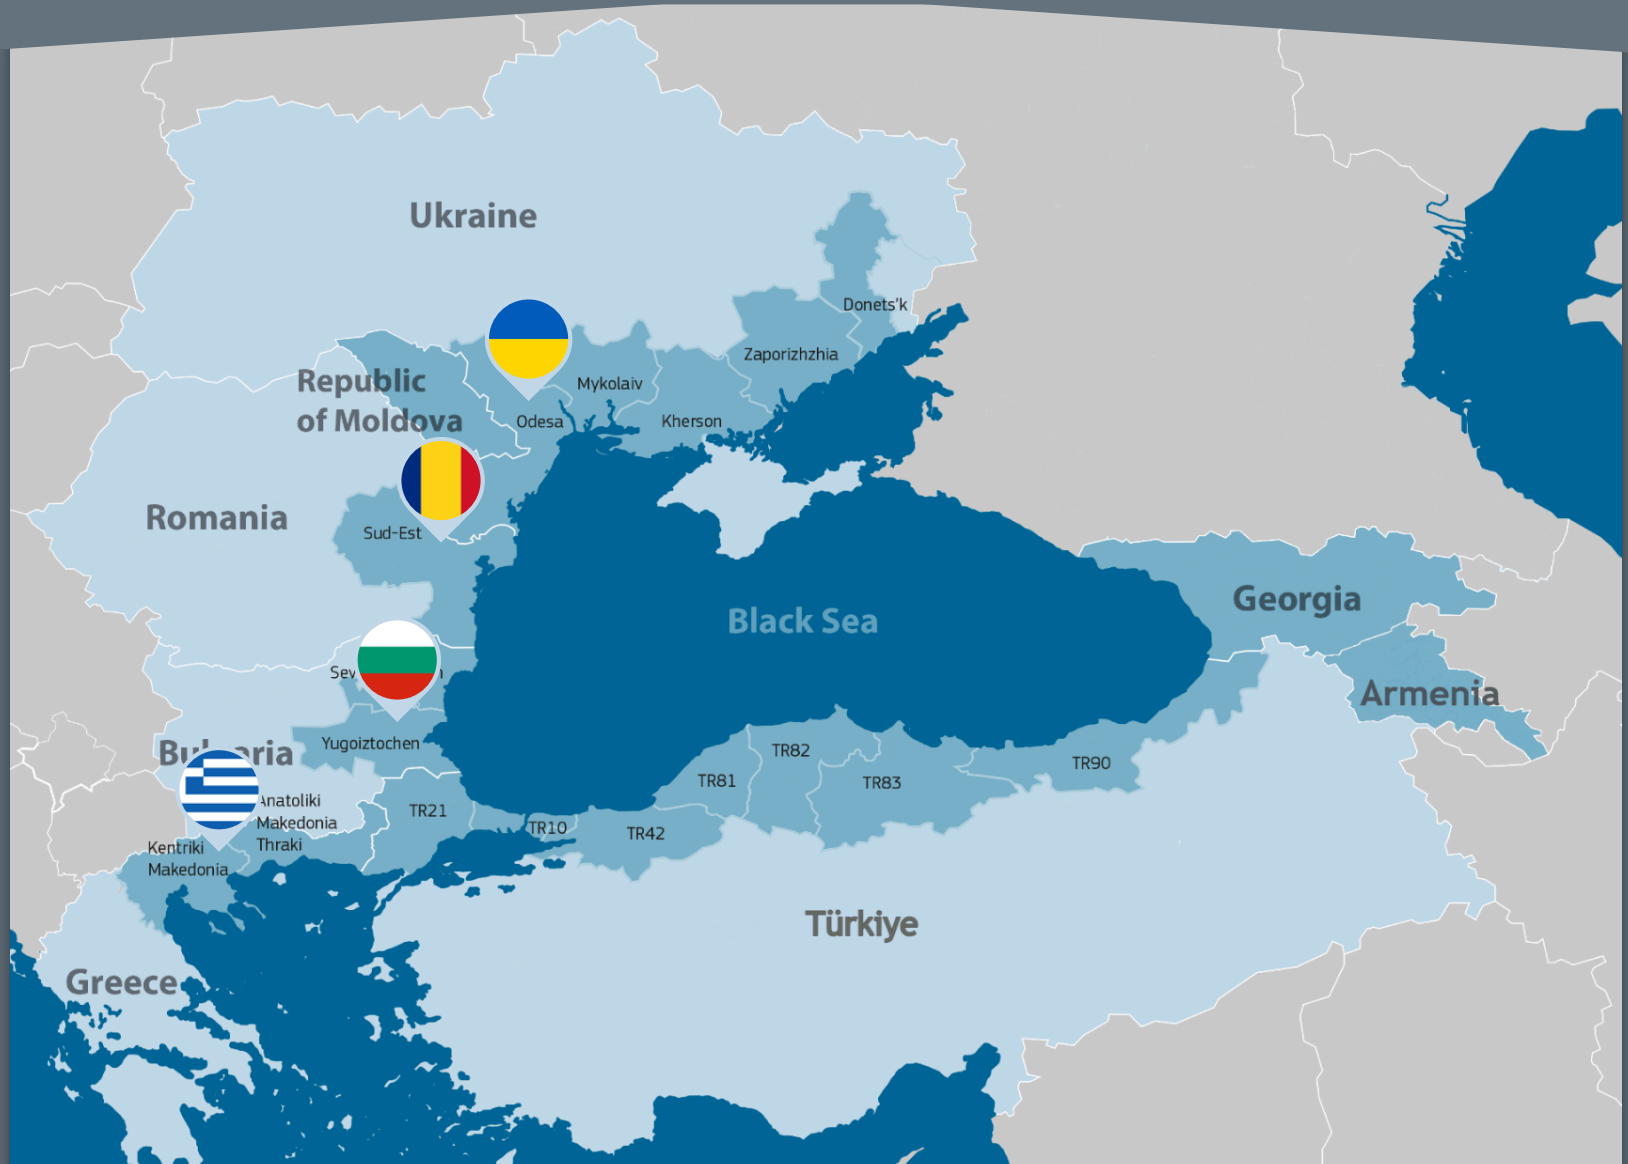 Ukraine
Donets'k
Zaporizhzhia
Republic
of Moldova
Mykolaiv
Odesa
Kherson
Romania
Sud-Est
Black Sea
Georgia
Armenia
Yugoiztochen
TR82
TR90
TR81
TR83
Anatoliki
Makedonia
Thraki
TR21
TR10
TR42
Kentriki
Makedonia
Türkiye
Greece